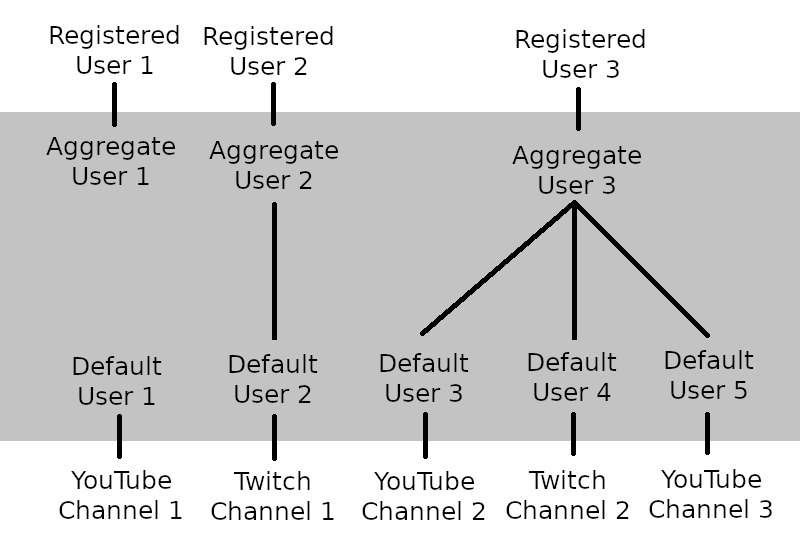 Registered
User 1
Registered
User 2
Registered
User 3
Aggregate
User 1
Aggregate
User 2
Aggregate
User 3
Default
User 1
Default
User 2
Default
User 3
Default
User 4
Default
User 5
YouTube
Channel 1
Twitch
Channel 1
YouTube
Channel 2
Twitch
Channel 2
YouTube
Channel 3